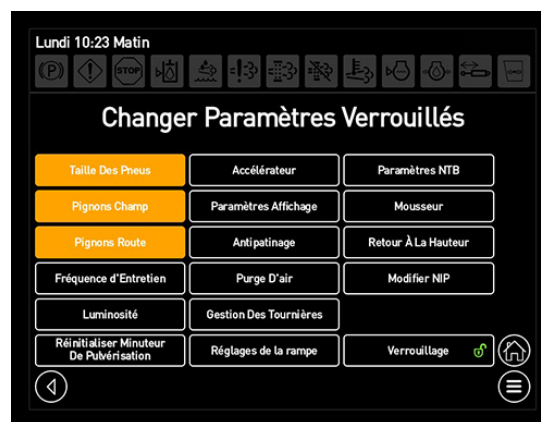 Lundi 10:23 Matin
STOP
Changer Paramètres Verrouillés
Taille Des Pneus
Accélérateur
Paramètres NTB
Pignons Champ
Paramètres Affichage
Mousseur
Pignons Route
Antipatinage
Retour À La Hauteur
Fréquence d'Entretien
Purge D'air
Modifier NIP
Luminosité
Gestion Des Tournières
Réinitialiser Minuteur
De Pulvérisation
Réglages de la rampe
Verrouillage